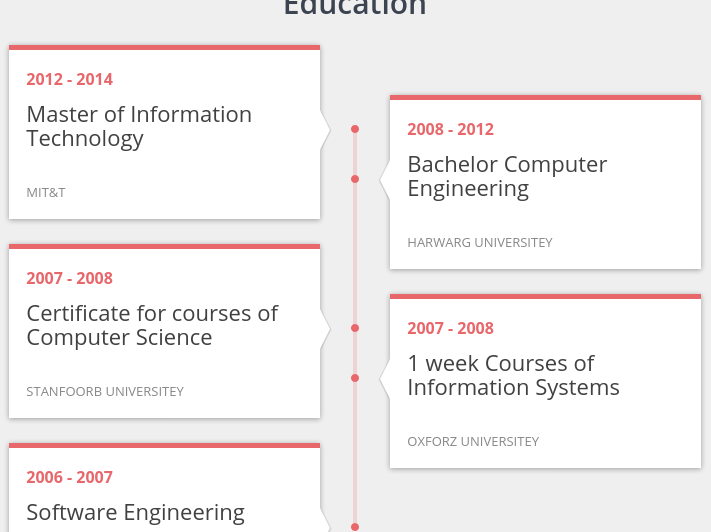 Education
2012 - 2014
Master of Information
Technology
MIT&T
2008 - 2012
Bachelor Computer
Engineering
HARWARG UNIVERSITEY
2007 - 2008
Certificate for courses of
Computer Science
STANFOORB UNIVERSITEY
2007 - 2008
1 week Courses of
Information Systems
OXFORZ UNIVERSITEY
2006 - 2007
Software Engineering